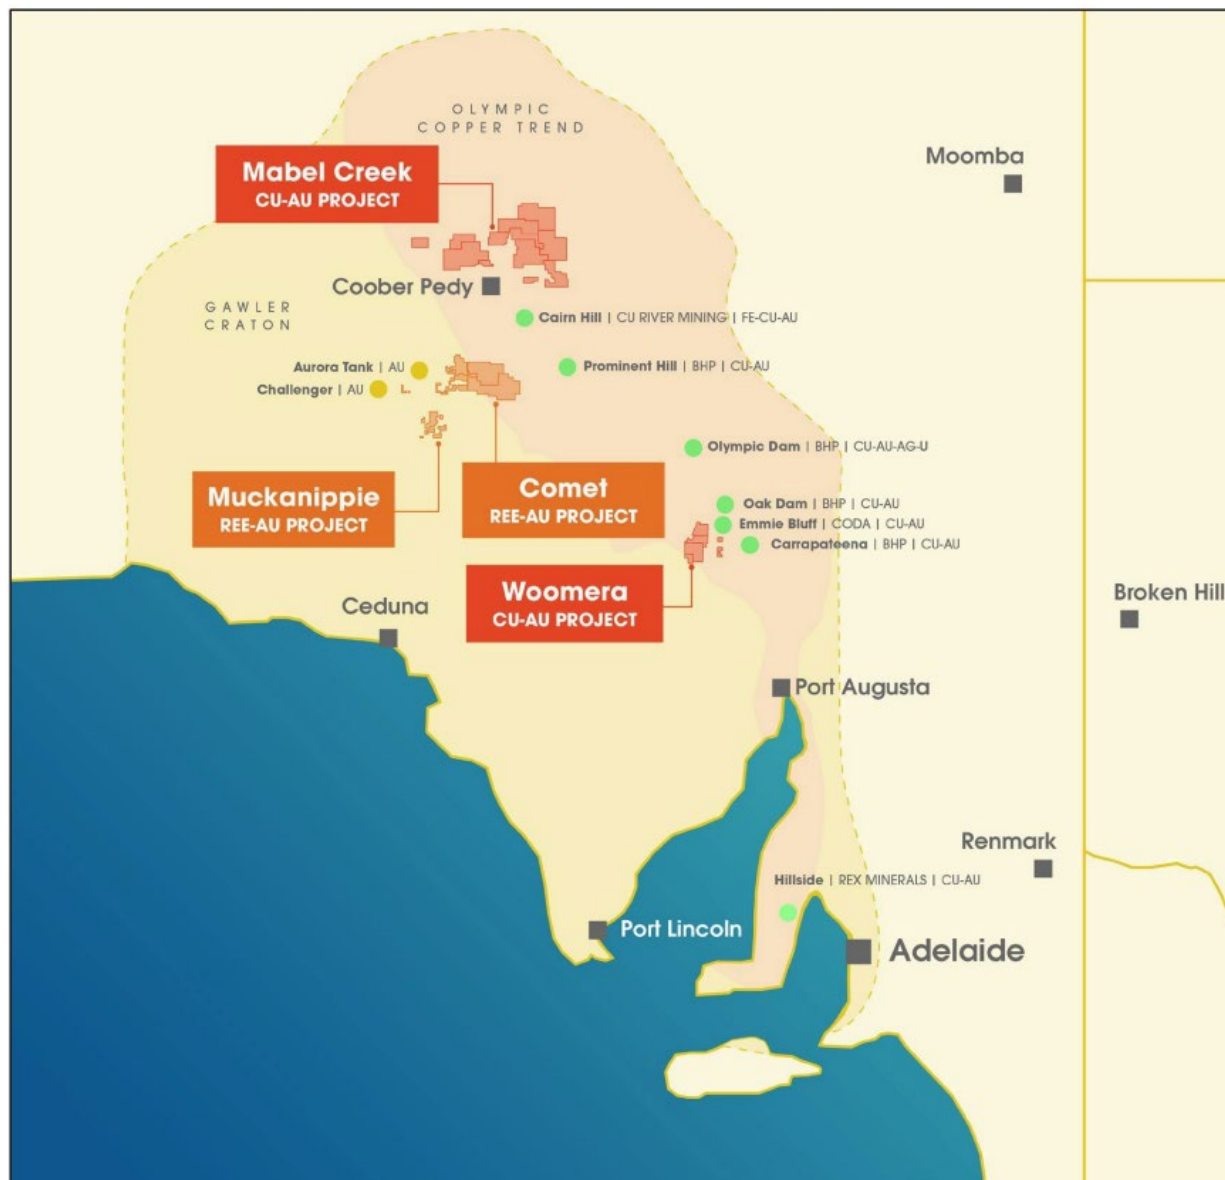 OLYMPIC
COPPER TREND
Moomba
Mabel Creek
CU-AU PROJECT
Coober Pedy
GAWLER
CRATON
Cairn Hill | CU RIVER MINING | FE-CU-AU
Aurora Tank | AU
Prominent Hill | BHP | CU-AU
Challenger | AU
Olympic Dam | BHP | CU-AU-AG-U
Muckanippie
REE-AU PROJECT
Comet
REE-AU PROJECT
Oak Dam | BHP | CU-AU
Emmie Bluff | CODA | CU-AU
Carrapateena | BHP | CU-AU
Woomera
CU-AU PROJECT
Ceduna
Broken Hill
Port Augusta
Renmark
Hillside | REX MINERALS | CU-AU
Port Lincoln
Adelaide